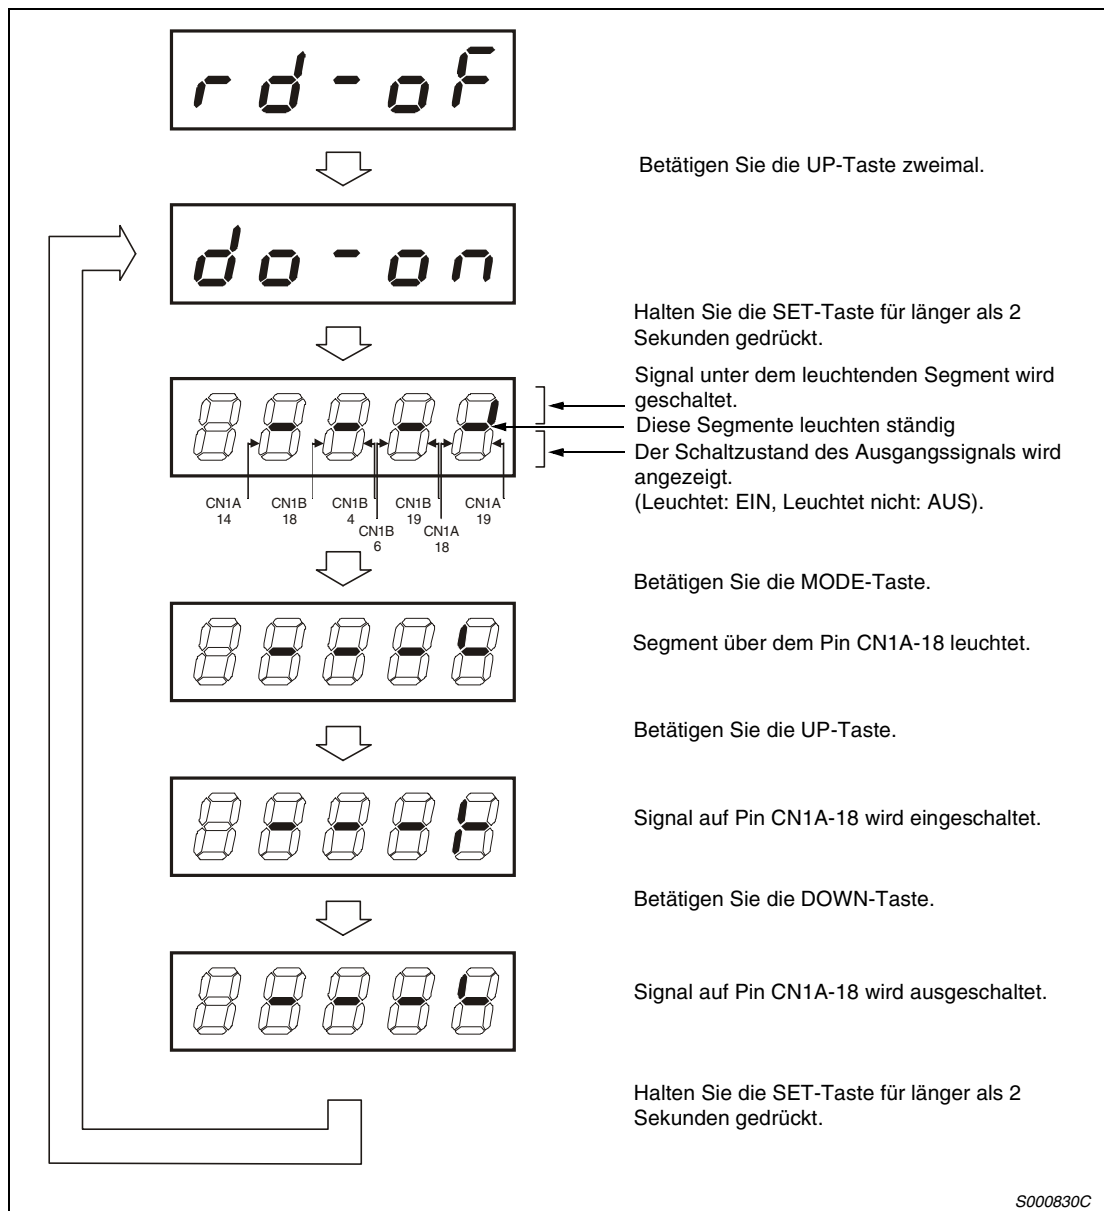 rd-oF
Betätigen Sie die UP-Taste zweimal.
do-on
Halten Sie die SET-Taste für länger als 2
Sekunden gedrückt.
Signal unter dem leuchtenden Segment wird
geschaltet.
Diese Segmente leuchten ständig
Der Schaltzustand des Ausgangssignals wird
angezeigt.
(Leuchtet: EIN, Leuchtet nicht: AUS).
CN1A
14
CN1B
18
CN1B
4
CN1B
6
CN1B
19
CN1A
18
CN1A
19
Betätigen Sie die MODE-Taste.
Segment über dem Pin CN1A-18 leuchtet.
Betätigen Sie die UP-Taste.
Signal auf Pin CN1A-18 wird eingeschaltet.
Betätigen Sie die DOWN-Taste.
Signal auf Pin CN1A-18 wird ausgeschaltet.
Halten Sie die SET-Taste für länger als 2
Sekunden gedrückt.
S000830C